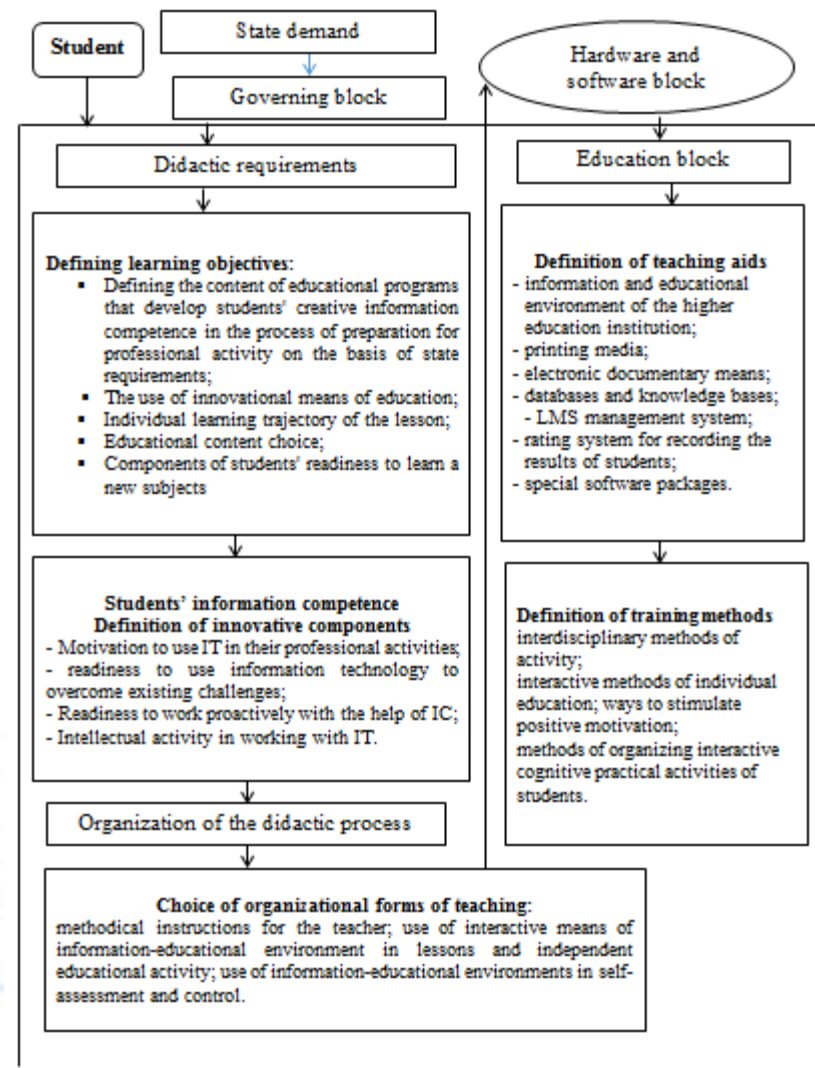 Student
State demand
Governing block
Hardware and
software block
Didactic requirements
Education block
Defining learning objectives:
▪ Defining the content of educational programs
that develop students' creative information
competence in the process of preparation for
professional activity on the basis of state
requirements;
▪ The use of innovational means of education;
▪ Individual learning trajectory of the lesson;
▪ Educational content choice;
▪ Components of students' readiness to learn a
new subjects
Definition of teaching aids
- information and educational
environment of the higher
education institution;
- printing media;
- electronic documentary means;
- databases and knowledge bases;
- LMS management system;
- rating system for recording the
results of students;
- special software packages.
Students' information competence
Definition of innovative components
- Motivation to use IT in their professional activities;
- readiness to use information technology to
overcome existing challenges;
- Readiness to work proactively with the help of IC;
- Intellectual activity in working with IT.
Definition of training methods
interdisciplinary methods of
activity;
interactive methods of individual
education; ways to stimulate
positive motivation;
methods of organizing interactive
cognitive practical activities of
students.
Organization of the didactic process
Choice of organizational forms of teaching:
methodical instructions for the teacher; use of interactive means of
information-educational environment in lessons and independent
educational activity; use of information-educational environments in self-
assessment and control.